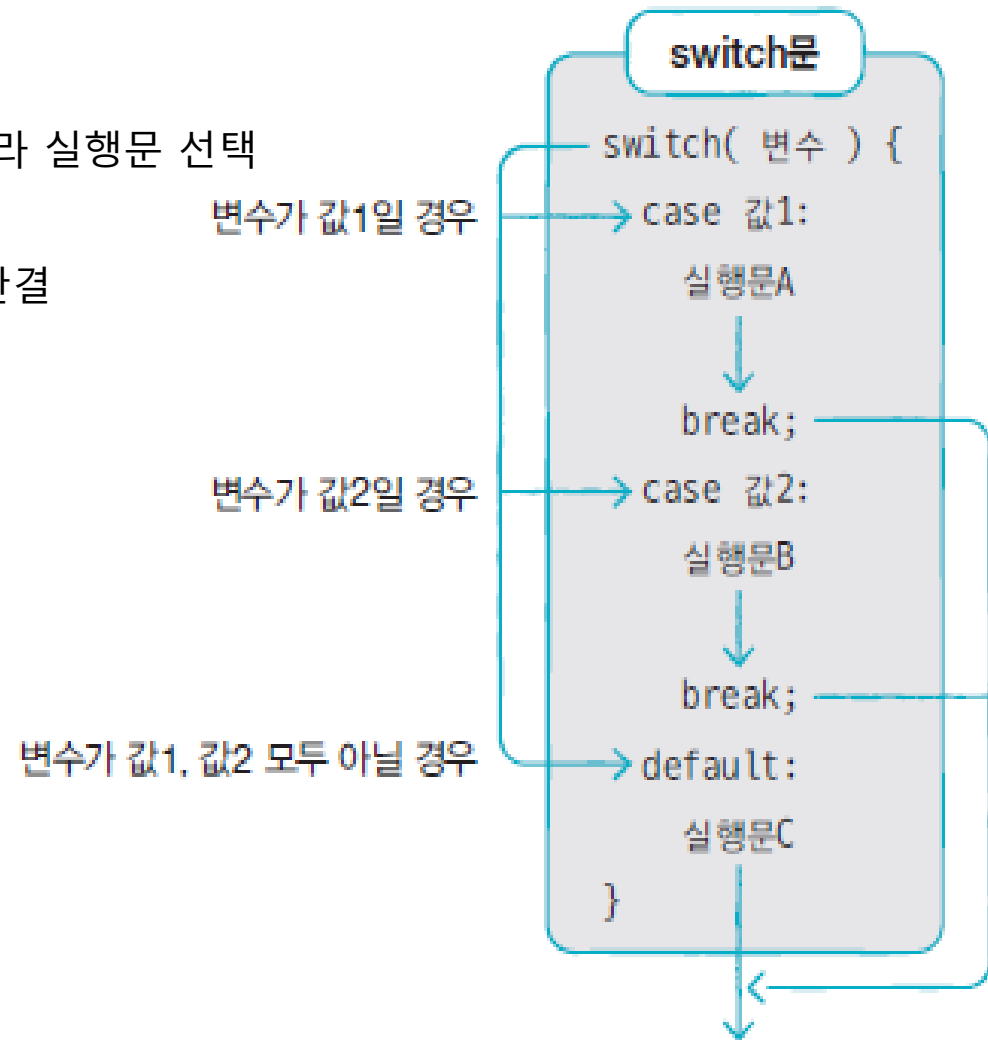 switch문
라 실행문 선택
switch( 변수 ) {
변수가 값1일 경우
case 값1:
실행문A
break;
변수가 값2일 경우
case 값2:
실행문B
break;
변수가 값1, 값2 모두 아닐 경우
default:
실행문C
}